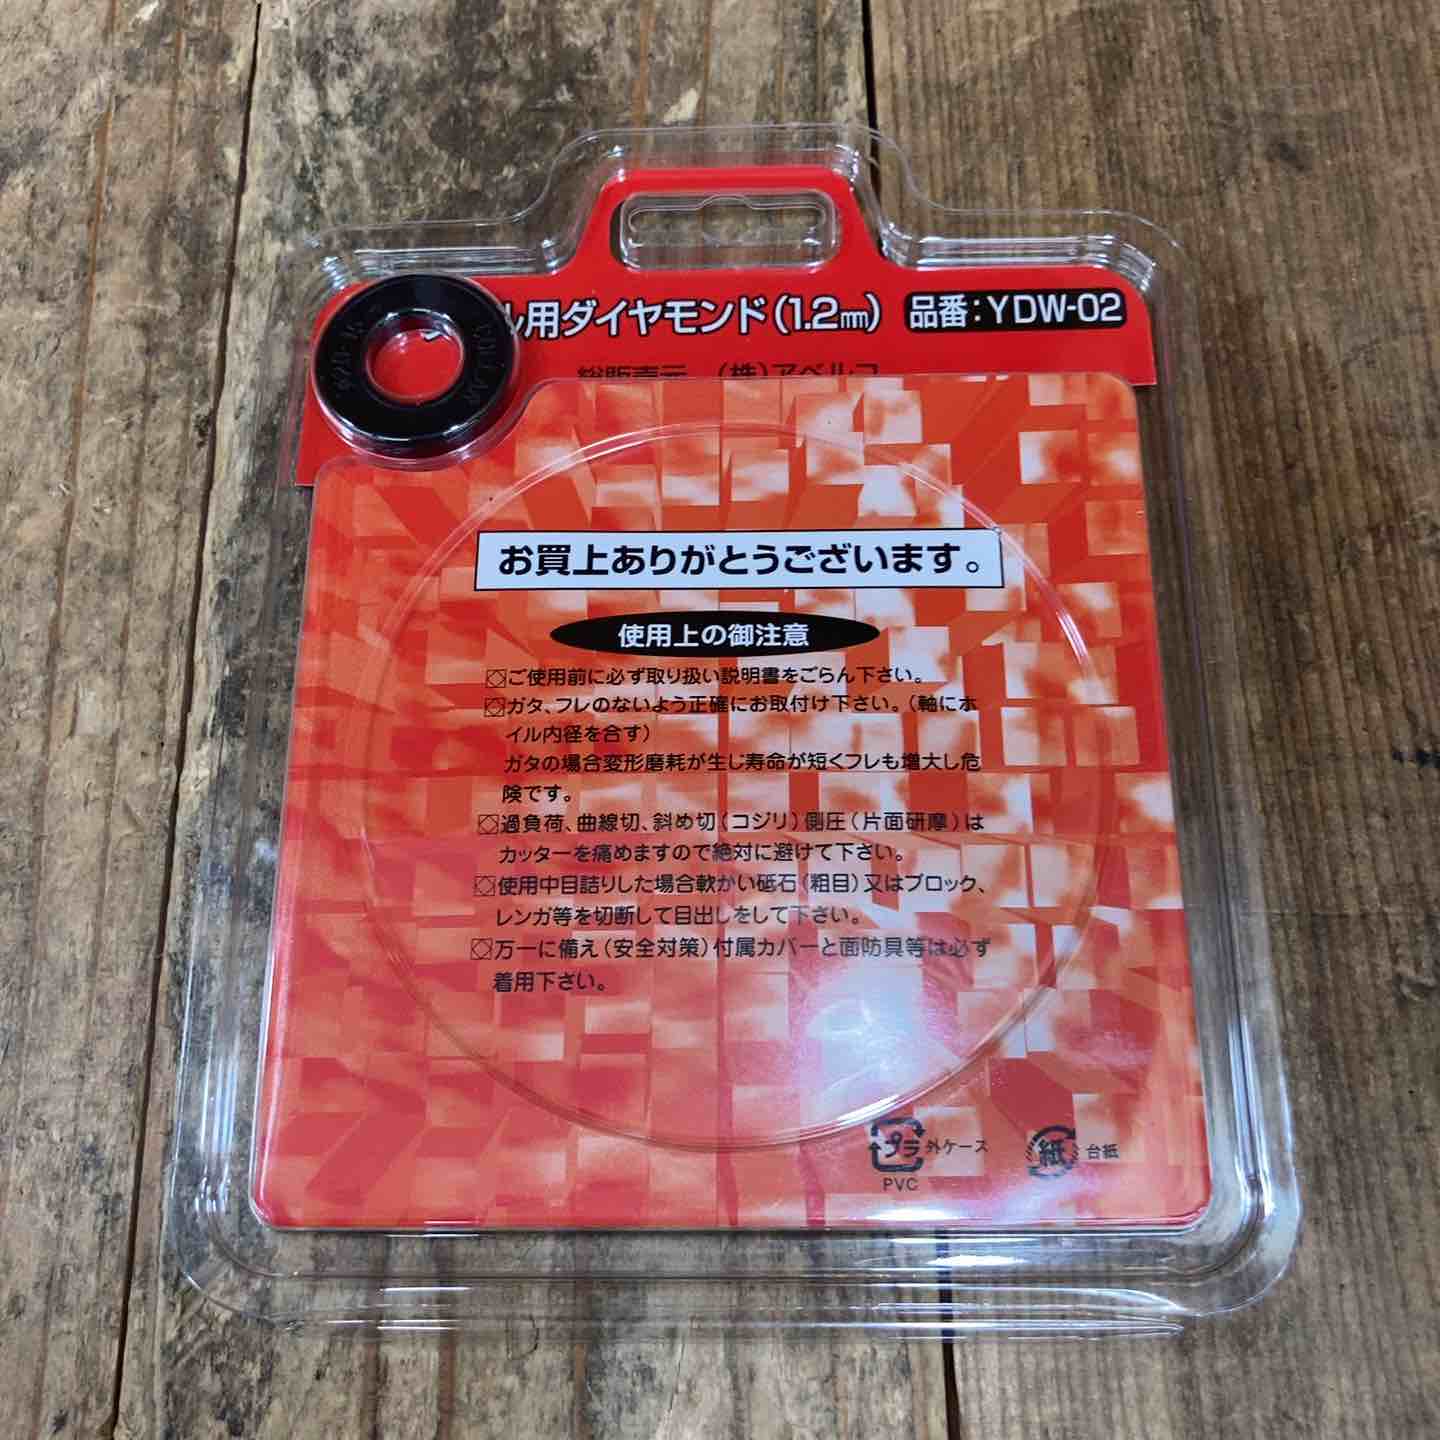 ル用ダイヤモンド(1.2㎜) 品番:YDW-02
総販売元 (株)アベルコ
お買上ありがとうございます。
使用上の御注意
ご使用前に必ず取り扱い説明書をごらん下さい。
ガタ、フレのないよう正確にお取付け下さい。(軸にホ
イル内径を合す)
ガタの場合変形磨耗が生じ寿命が短くフレも増大し危
険です。
過負荷、曲線切、斜め切(コジリ)側圧(片面研摩)は
カッターを痛めますので絶対に避けて下さい。
使用中目詰りした場合軟かい砥石(粗目)又はブロック、
レンガ等を切断して目出しをして下さい。
万一に備え(安全対策)付属カバーと面防具等は必ず
着用下さい。
プラ 外ケース
PVC
紙 台紙